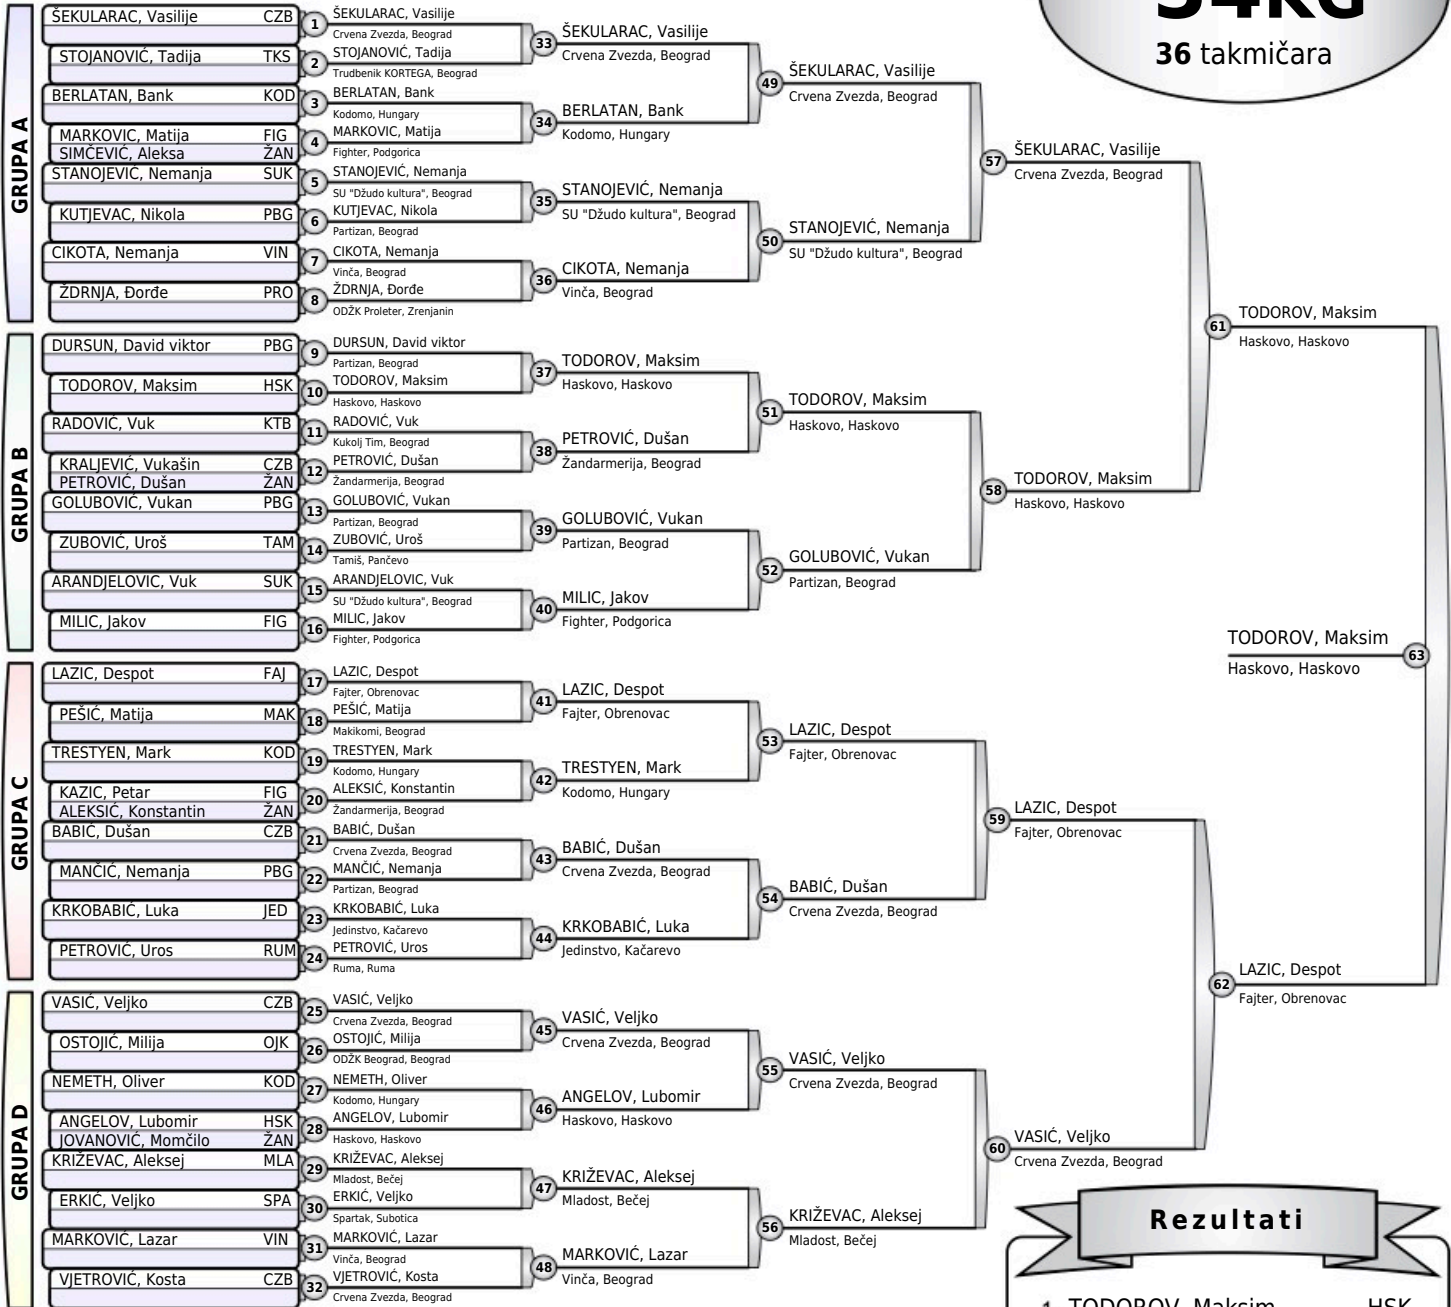 34KG
36 takmičara
GRUPA A
ŠEKULARAC, Vasilije CZB
STOJANOVIĆ, Tadija TKS
BERLATAN, Bank KOD
MARKOVIC, Matija FIG
SIMČEVIĆ, Aleksa ŽAN
STANOJEVIĆ, Nemanja SUK
KUTJEVAC, Nikola PBG
CIKOTA, Nemanja VIN
ŽDRNJA, Đorđe PRO
1 ŠEKULARAC, Vasilije
Crvena Zvezda, Beograd
2 STOJANOVIĆ, Tadija
Trudbenik KORTEGA, Beograd
3 BERLATAN, Bank
Kodomo, Hungary
4 MARKOVIC, Matija
Fighter, Podgorica
5 STANOJEVIĆ, Nemanja
SU "Džudo kultura", Beograd
6 KUTJEVAC, Nikola
Partizan, Beograd
7 CIKOTA, Nemanja
Vinča, Beograd
8 ŽDRNJA, Đorđe
ODŽK Proleter, Zrenjanin
33 ŠEKULARAC, Vasilije
Crvena Zvezda, Beograd
34 BERLATAN, Bank
Kodomo, Hungary
35 STANOJEVIĆ, Nemanja
SU "Džudo kultura", Beograd
36 CIKOTA, Nemanja
Vinča, Beograd
49 ŠEKULARAC, Vasilije
Crvena Zvezda, Beograd
50 STANOJEVIĆ, Nemanja
SU "Džudo kultura", Beograd
57 ŠEKULARAC, Vasilije
Crvena Zvezda, Beograd
GRUPA B
DURSUN, David viktor PBG
TODOROV, Maksim HSK
RADOVIĆ, Vuk KTB
KRALJEVIĆ, Vukašin CZB
PETROVIĆ, Dušan ŽAN
GOLUBOVIĆ, Vukan PBG
ZUBOVIĆ, Uroš TAM
ARANDJELOVIC, Vuk SUK
MILIC, Jakov FIG
9 DURSUN, David viktor
Partizan, Beograd
10 TODOROV, Maksim
Haskovo, Haskovo
11 RADOVIĆ, Vuk
Kukolj Tim, Beograd
12 PETROVIĆ, Dušan
Žandarmerija, Beograd
13 GOLUBOVIĆ, Vukan
Partizan, Beograd
14 ZUBOVIĆ, Uroš
Tamiš, Pančevo
15 ARANDJELOVIC, Vuk
SU "Džudo kultura", Beograd
16 MILIC, Jakov
Fighter, Podgorica
37 TODOROV, Maksim
Haskovo, Haskovo
38 PETROVIĆ, Dušan
Žandarmerija, Beograd
39 GOLUBOVIĆ, Vukan
Partizan, Beograd
40 MILIC, Jakov
Fighter, Podgorica
51 TODOROV, Maksim
Haskovo, Haskovo
52 GOLUBOVIĆ, Vukan
Partizan, Beograd
58 TODOROV, Maksim
Haskovo, Haskovo
61 TODOROV, Maksim
Haskovo, Haskovo
GRUPA C
LAZIC, Despot FAJ
PEŠIĆ, Matija MAK
TRESTYEN, Mark KOD
KAZIC, Petar FIG
ALEKSIĆ, Konstantin ŽAN
BABIĆ, Dušan CZB
MANČIĆ, Nemanja PBG
KRKOBABIĆ, Luka JED
PETROVIĆ, Uros RUM
17 LAZIC, Despot
Fajter, Obrenovac
18 PEŠIĆ, Matija
Makikomi, Beograd
19 TRESTYEN, Mark
Kodomo, Hungary
20 ALEKSIĆ, Konstantin
Žandarmerija, Beograd
21 BABIĆ, Dušan
Crvena Zvezda, Beograd
22 MANČIĆ, Nemanja
Partizan, Beograd
23 KRKOBABIĆ, Luka
Jedinstvo, Kačarevo
24 PETROVIĆ, Uros
Ruma, Ruma
41 LAZIC, Despot
Fajter, Obrenovac
42 TRESTYEN, Mark
Kodomo, Hungary
43 BABIĆ, Dušan
Crvena Zvezda, Beograd
44 KRKOBABIĆ, Luka
Jedinstvo, Kačarevo
53 LAZIC, Despot
Fajter, Obrenovac
54 BABIĆ, Dušan
Crvena Zvezda, Beograd
59 LAZIC, Despot
Fajter, Obrenovac
GRUPA D
VASIĆ, Veljko CZB
OSTOJIĆ, Milija OJK
NEMETH, Oliver KOD
ANGELOV, Lubomir HSK
JOVANOVIĆ, Momčilo ŽAN
KRIŽEVAC, Aleksej MLA
ERKIĆ, Veljko SPA
MARKOVIĆ, Lazar VIN
VJETROVIĆ, Kosta CZB
25 VASIĆ, Veljko
Crvena Zvezda, Beograd
26 OSTOJIĆ, Milija
ODŽK Beograd, Beograd
27 NEMETH, Oliver
Kodomo, Hungary
28 ANGELOV, Lubomir
Haskovo, Haskovo
29 KRIŽEVAC, Aleksej
Mladost, Bečej
30 ERKIĆ, Veljko
Spartak, Subotica
31 MARKOVIĆ, Lazar
Vinča, Beograd
32 VJETROVIĆ, Kosta
Crvena Zvezda, Beograd
45 VASIĆ, Veljko
Crvena Zvezda, Beograd
46 ANGELOV, Lubomir
Haskovo, Haskovo
47 KRIŽEVAC, Aleksej
Mladost, Bečej
48 MARKOVIĆ, Lazar
Vinča, Beograd
55 VASIĆ, Veljko
Crvena Zvezda, Beograd
56 KRIŽEVAC, Aleksej
Mladost, Bečej
60 VASIĆ, Veljko
Crvena Zvezda, Beograd
62 LAZIC, Despot
Fajter, Obrenovac
TODOROV, Maksim 63
Haskovo, Haskovo
Rezultati
1 TODOROV, Maksim HSK